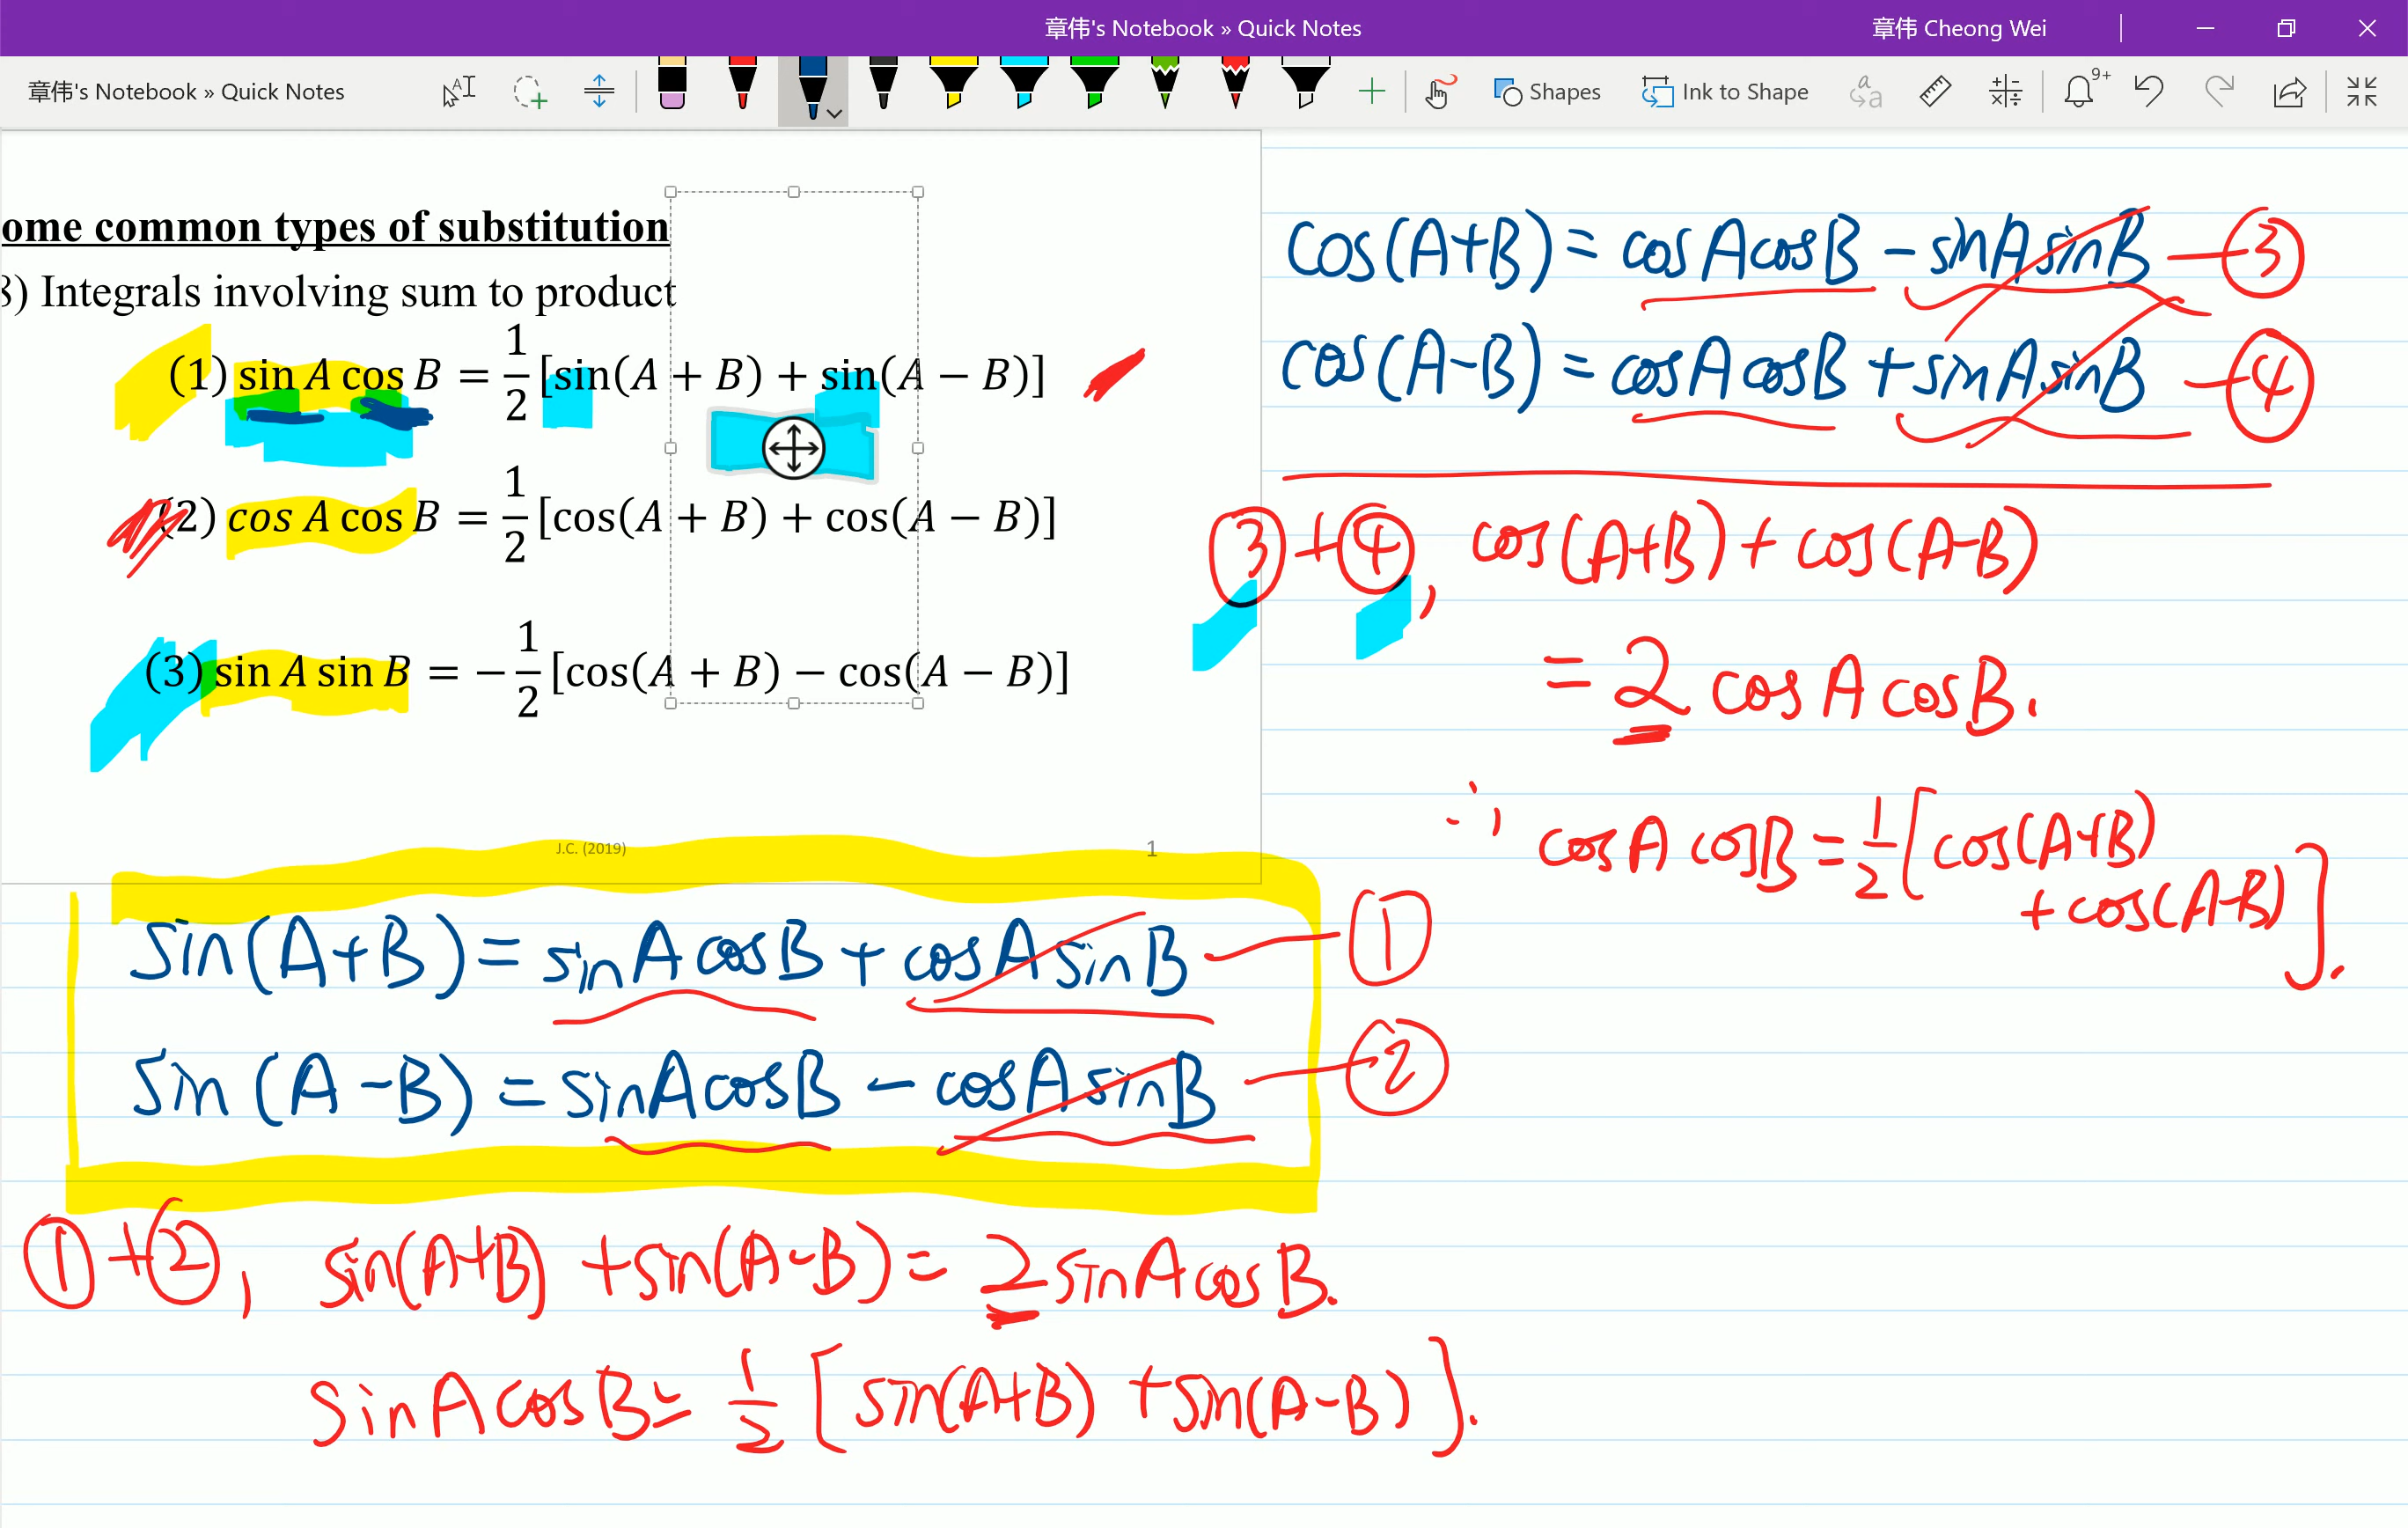 章伟's Notebook » Quick Notes
章伟 Cheong Wei
章伟's Notebook » Quick Notes
Shapes
Ink to Shape
9+
ome common types of substitution
3) Integrals involving sum to product
(1) sin A cos B = 1/2 [sin(A + B) + sin(A − B)]
(2) cos A cos B = 1/2 [cos(A + B) + cos(A − B)]
(3) sin A sin B = − 1/2 [cos(A + B) − cos(A − B)]
J.C. (2019)
1
sin(A+B) = sin A cos B + cos A sin B — ①
sin(A−B) = sin A cos B − cos A sin B — ②
①+②, sin(A+B) + sin(A−B) = 2 sin A cos B.
sin A cos B = 1/2 [sin(A+B) + sin(A−B)].
cos(A+B) = cos A cos B − sin A sin B — ③
cos(A−B) = cos A cos B + sin A sin B — ④
③+④, cos(A+B) + cos(A−B)
= 2 cos A cos B.
∴ cos A cos B = 1/2 [cos(A+B)
+ cos(A−B)].